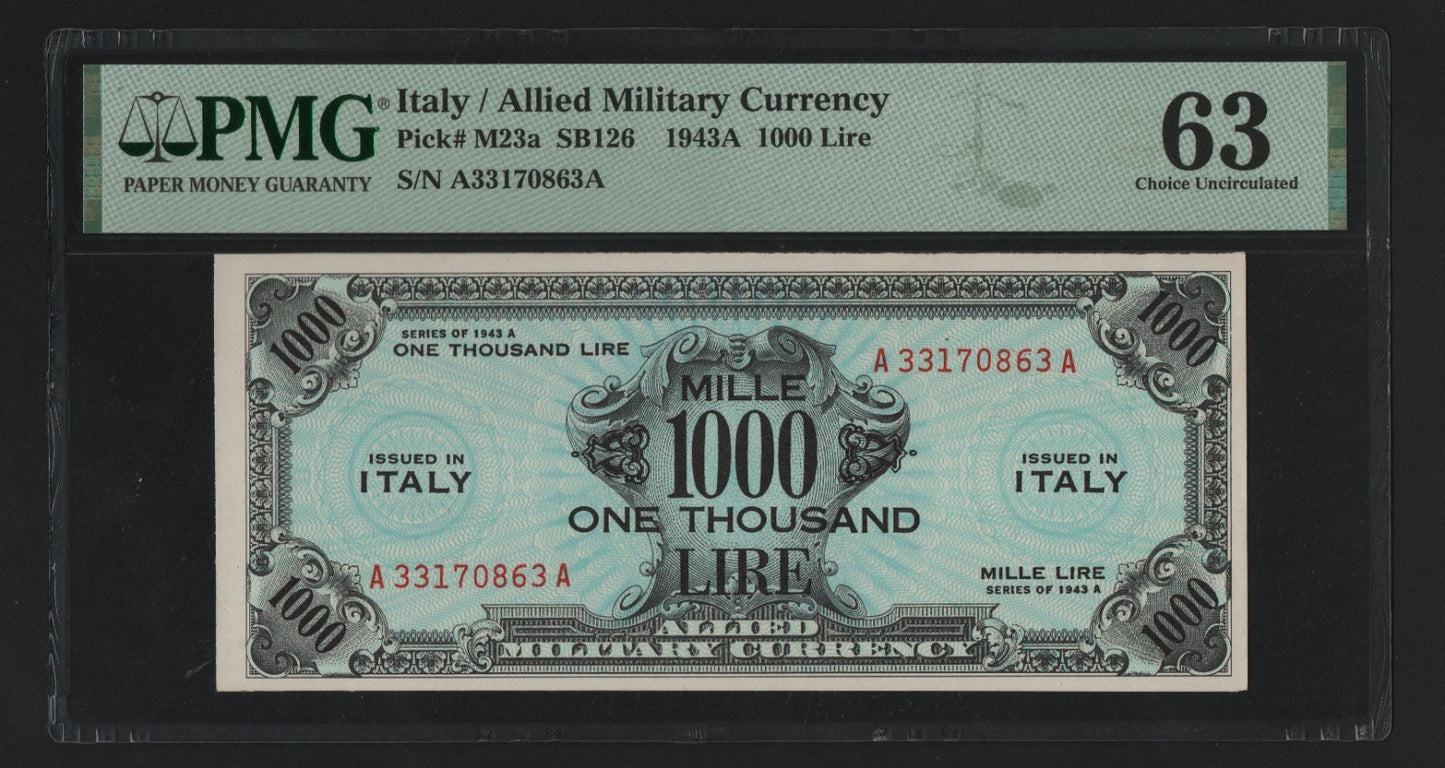 PMG®
PAPER MONEY GUARANTY
Italy / Allied Military Currency
Pick# M23a SB126 1943A 1000 Lire
S/N A33170863A
63
Choice Uncirculated
1000
1000
SERIES OF 1943 A
ONE THOUSAND LIRE
A 33170863 A
MILLE
1000
ONE THOUSAND
LIRE
ISSUED IN
ITALY
ISSUED IN
ITALY
A 33170863 A
MILLE LIRE
SERIES OF 1943 A
1000
1000
ALLIED
MILITARY CURRENCY